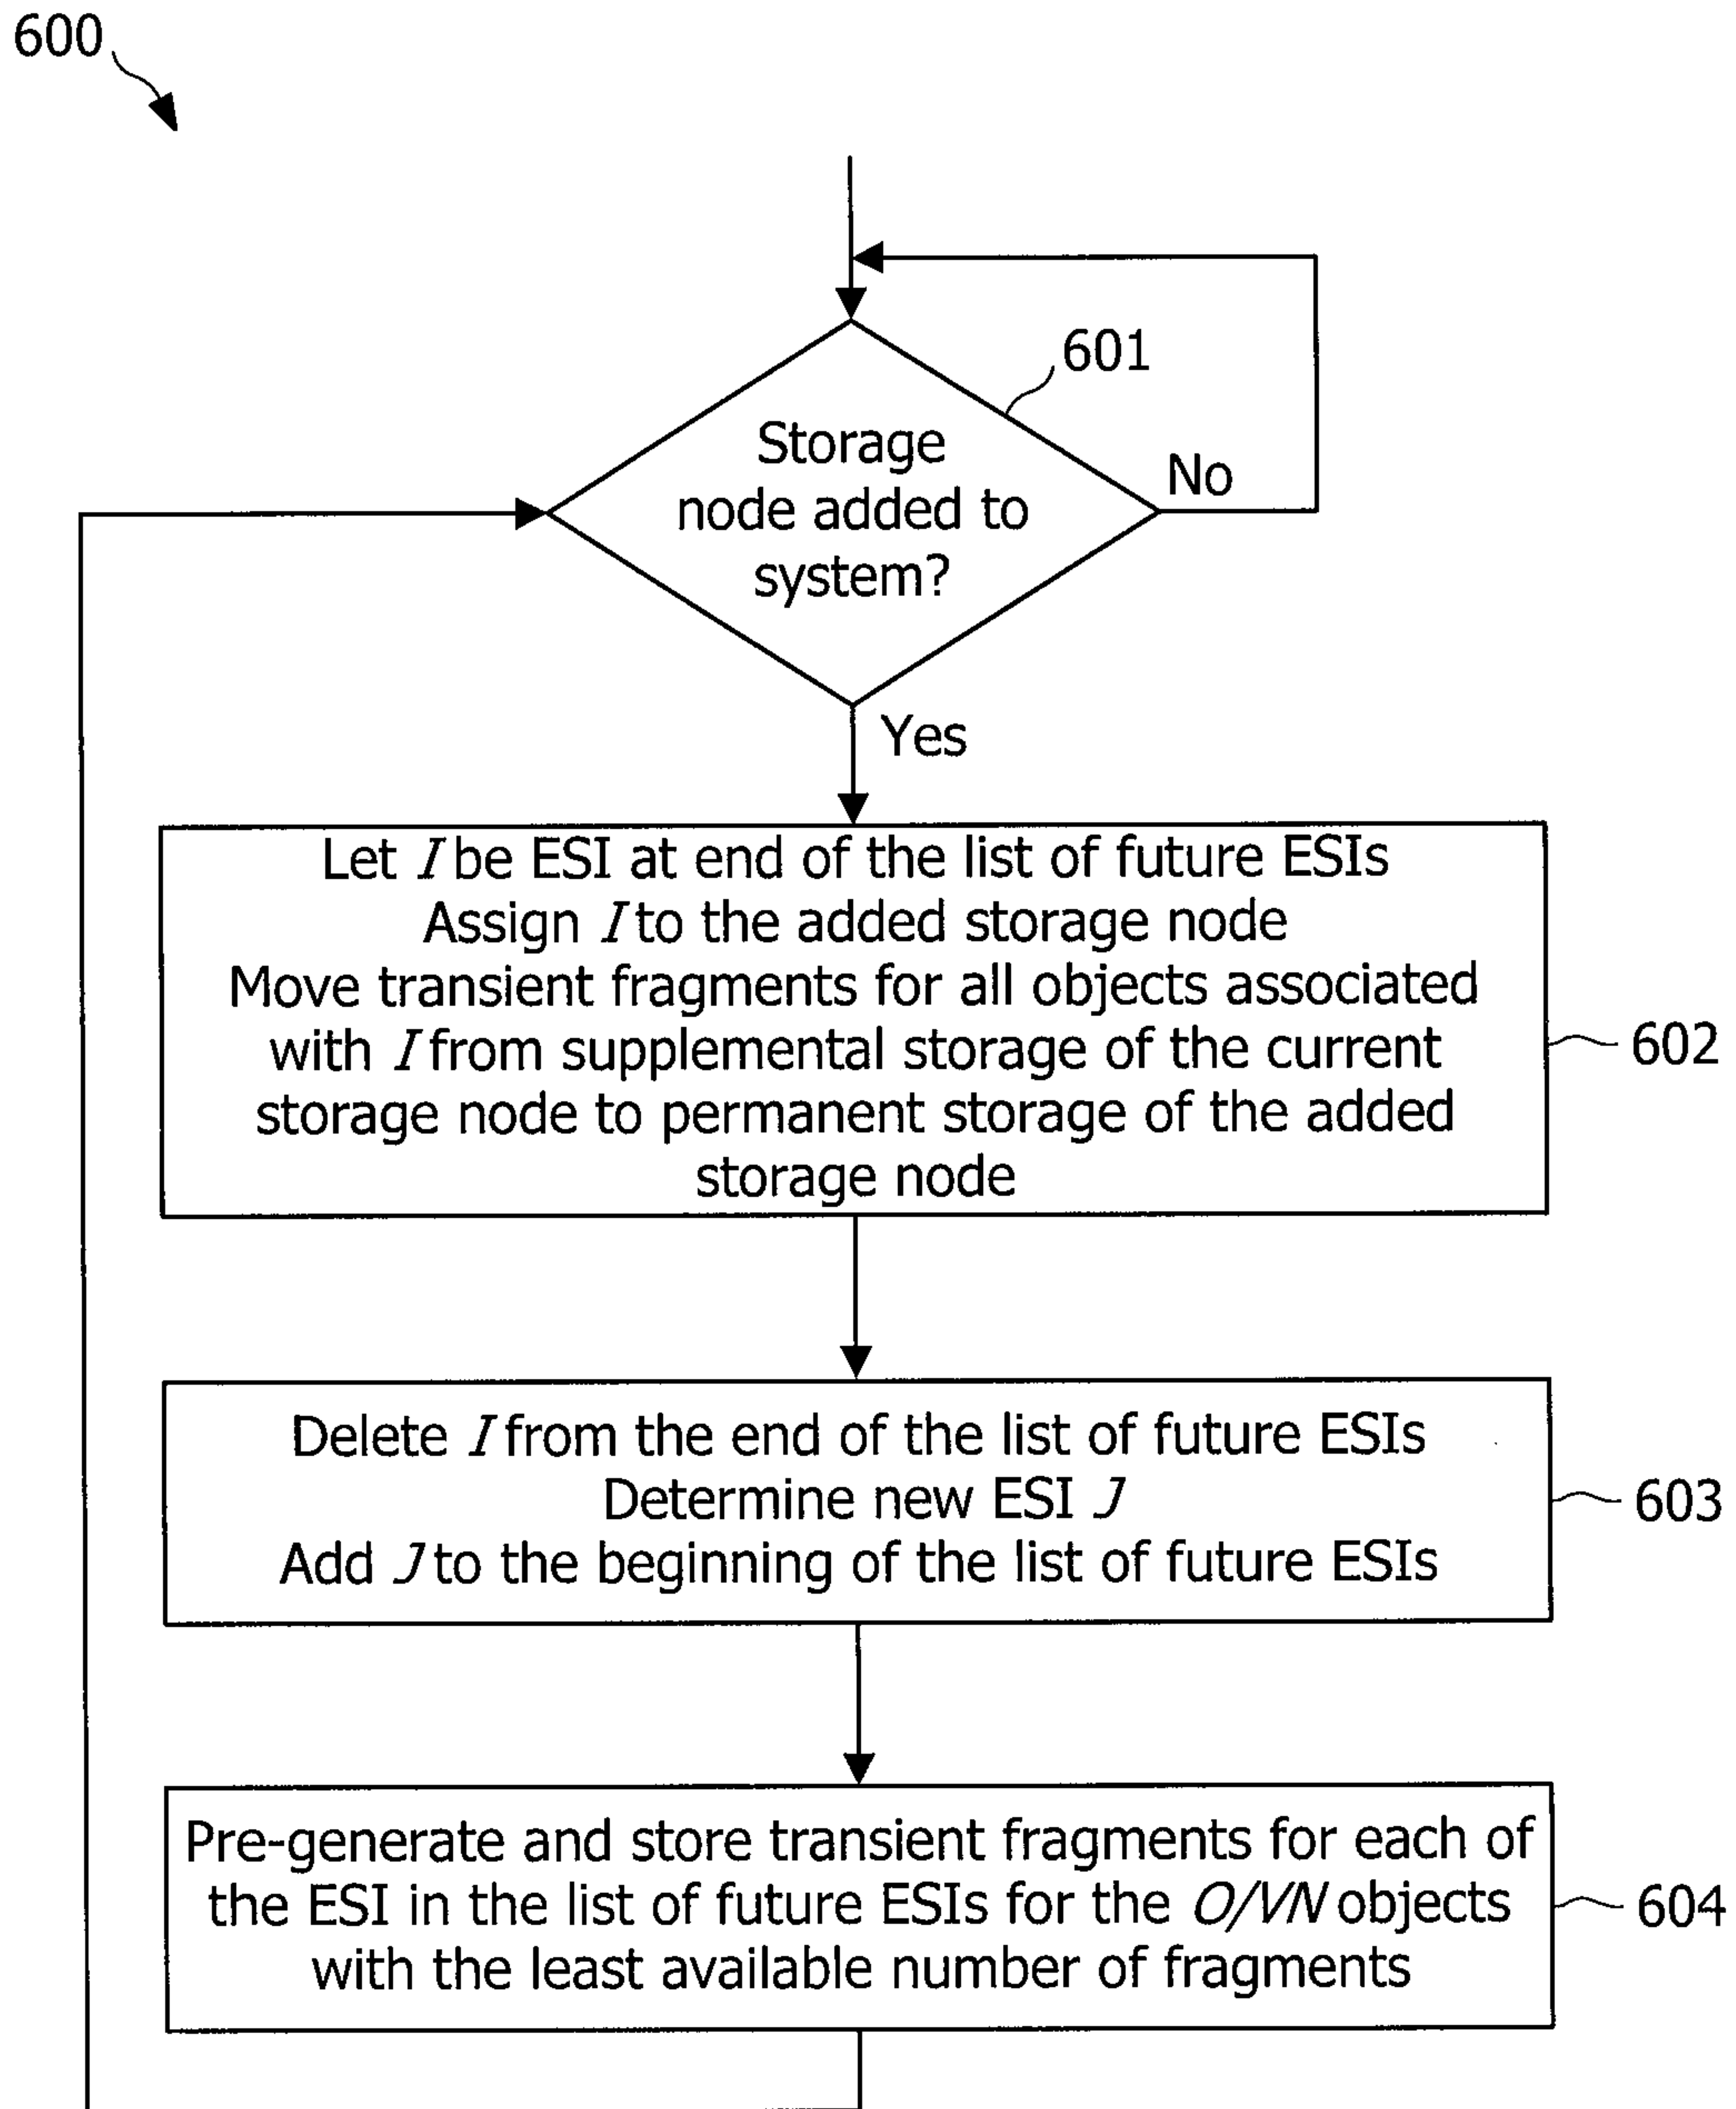 600
601
Storage
node added to
system?
No
Yes
Let I be ESI at end of the list of future ESIs
Assign I to the added storage node
Move transient fragments for all objects associated
with I from supplemental storage of the current
storage node to permanent storage of the added
storage node
602
Delete I from the end of the list of future ESIs
Determine new ESI J
Add J to the beginning of the list of future ESIs
603
Pre-generate and store transient fragments for each of
the ESI in the list of future ESIs for the O/VN objects
with the least available number of fragments
604